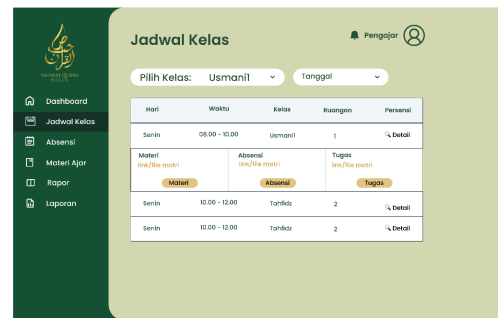 Jadwal Kelas
Pengajar
Pilih Kelas: Usmani1
Tanggal
Dashboard
Jadwal Kelas
Absensi
Materi Ajar
Rapor
Laporan
Hari Waktu Kelas Ruangan Persensi
Senin 08.00 - 10.00 Usmani1 1 Detail
Materi Absensi Tugas
link/file matri link/file matri link/file matri
Materi Absensi Tugas
Senin 10.00 - 12.00 Tahfidz 2 Detail
Senin 10.00 - 12.00 Tahfidz 2 Detail